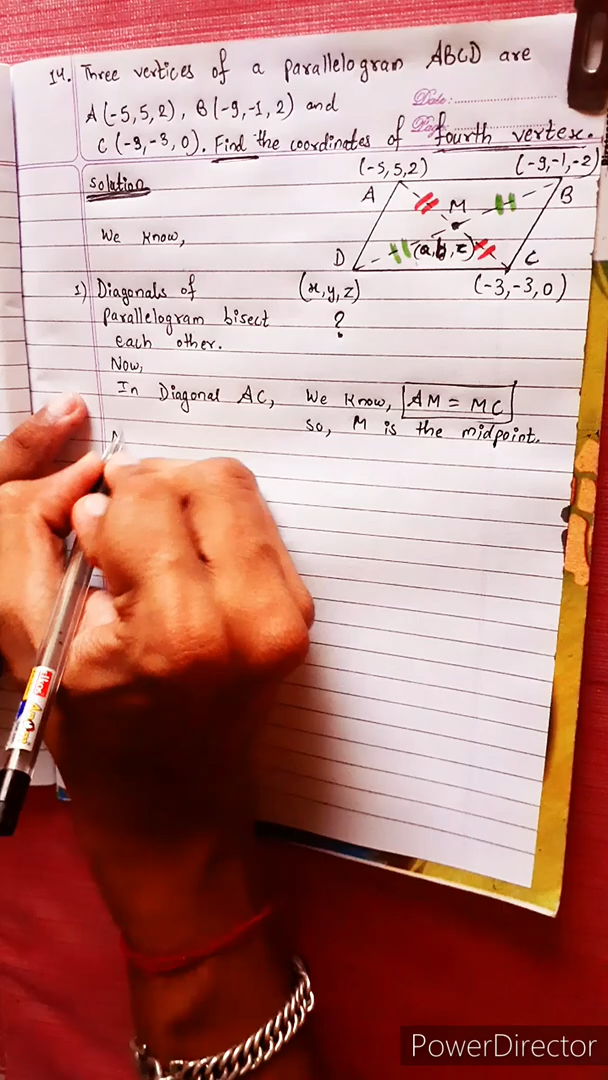 14. Three vertices of a parallelogram ABCD are
A(-5,5,2), B(-9,-1,2) and
Date:
C(-9,-3,0). Find the coordinates of fourth vertex.
Page:
(-5,5,2) (-9,-1,-2)
solution
A M B
We know,
(a,b,z)
D C
1) Diagonals of (x,y,z) (-3,-3,0)
parallelogram bisect ?
each other.
Now,
In Diagonal AC, We know, AM = MC
so, M is the midpoint.
PowerDirector